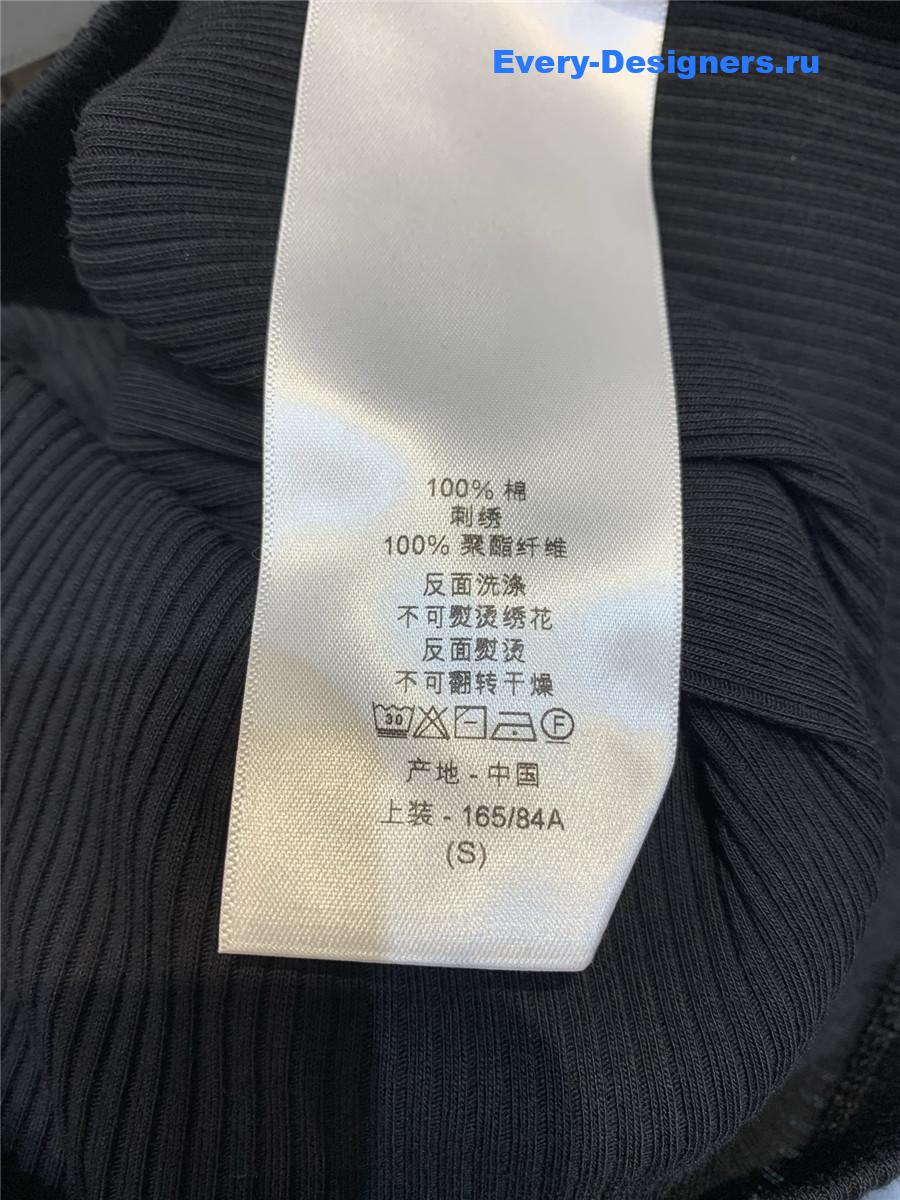 Every-Designers.ru
100% 棉
刺绣
100% 聚酯纤维
反面洗涤
不可熨烫绣花
反面熨烫
不可翻转干燥
30 F
产地 - 中国
上装 - 165/84A
(S)